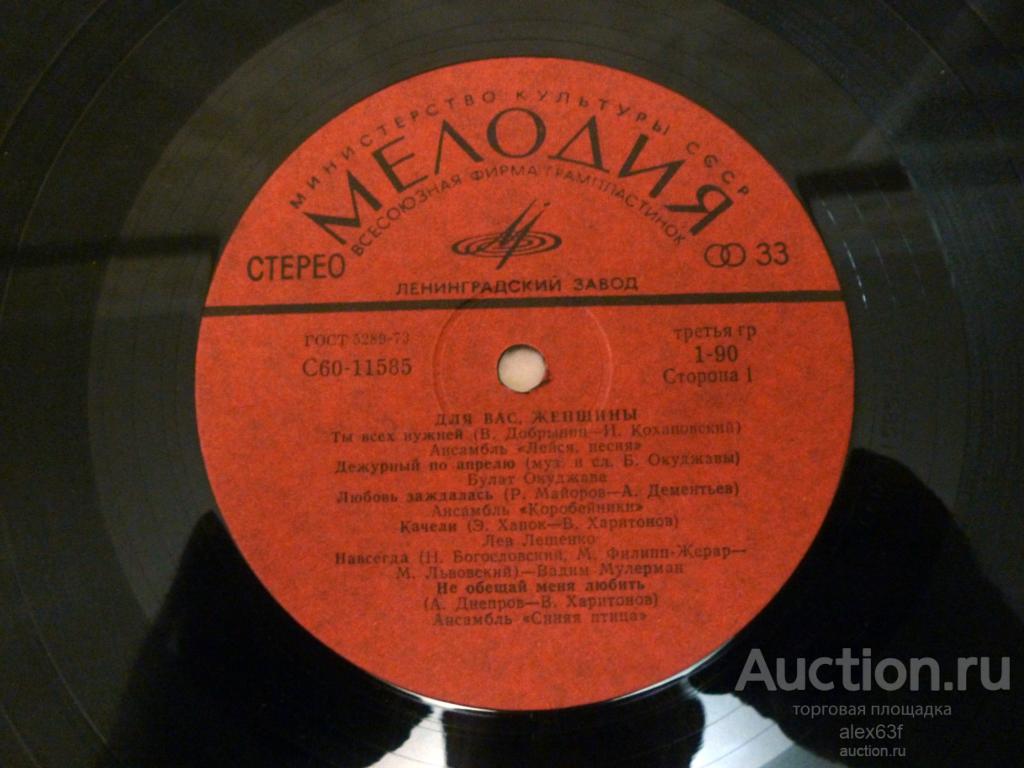 МИНИСТЕРСТВО КУЛЬТУРЫ СССР
МЕЛОДИЯ
ВСЕСОЮЗНАЯ ФИРМА ГРАМПЛАСТИНОК
СТЕРЕО
33
ЛЕНИНГРАДСКИЙ ЗАВОД
ГОСТ 5289-73
третья гр
С60-11585
1-90
Сторона 1
ДЛЯ ВАС, ЖЕНЩИНЫ
Ты всех нужней (В. Добрынин—И. Кохановский)
Ансамбль «Лейся, песня»
Дежурный по апрелю (муз. и сл. Б. Окуджавы)
Булат Окуджава
Любовь заждалась (Р. Майоров—А. Дементьев)
Ансамбль «Коробейники»
Качели (Э. Ханок—В. Харитонов)
Лев Лещенко
Навсегда (Н. Богословский, М. Филипп-Жерар—
М. Львовский)—Вадим Мулерман
Не обещай меня любить
(А. Днепров—В. Харитонов)
Ансамбль «Синяя птица»
Auction.ru
торговая площадка
alex63f
auction.ru